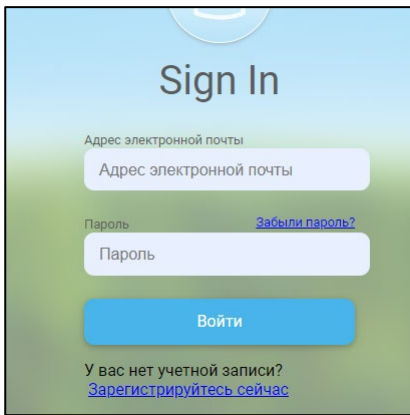 Sign In
Адрес электронной почты
Адрес электронной почты
Пароль Забыли пароль?
Пароль
Войти
У вас нет учетной записи?
Зарегистрируйтесь сейчас